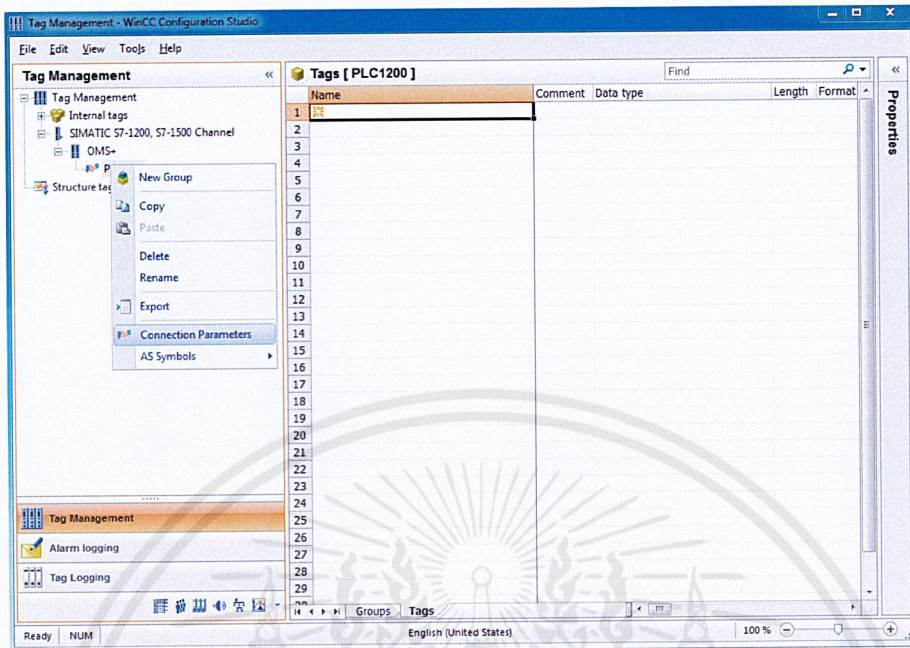 Tag Management - WinCC Configuration Studio
File Edit View Tools Help
Tag Management «
Tag Management
Internal tags
SIMATIC S7-1200, S7-1500 Channel
OMS+
P
Structure tag
New Group
Copy
Paste
Delete
Rename
Export
Connection Parameters
AS Symbols
Tag Management
Alarm logging
Tag Logging
Tags [ PLC1200 ] Find «
Name Comment Data type Length Format
1
2
3
4
5
6
7
8
9
10
11
12
13
14
15
16
17
18
19
20
21
22
23
24
25
26
27
28
29
Groups Tags
Properties
Ready NUM English (United States) 100 %